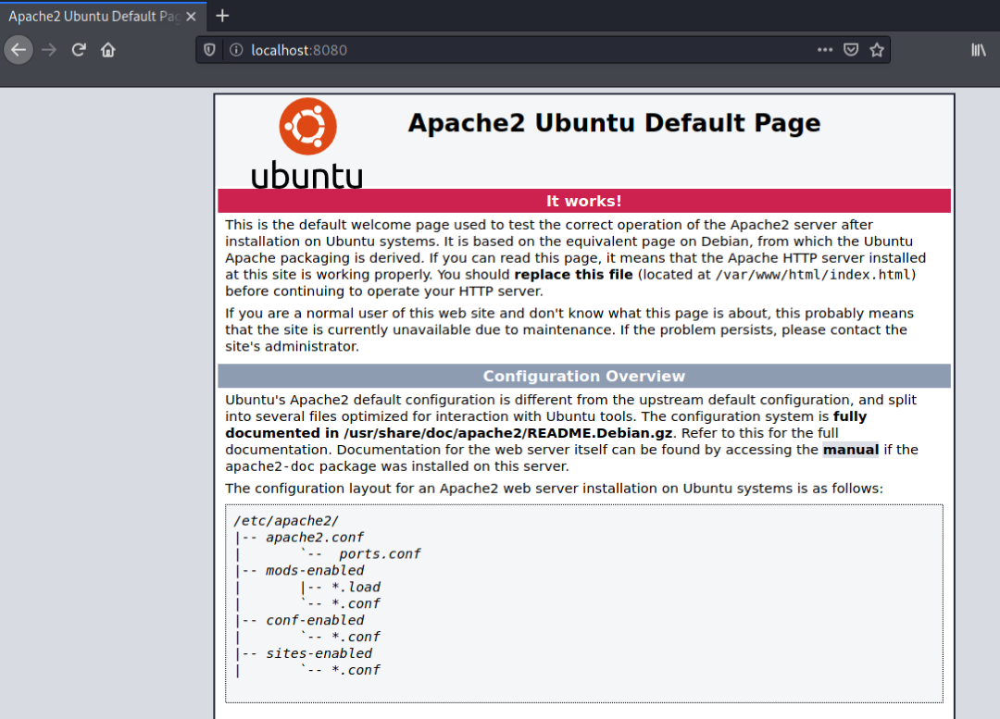 Apache2 Ubuntu Default Pag
localhost:8080
ubuntu
Apache2 Ubuntu Default Page
It works!
This is the default welcome page used to test the correct operation of the Apache2 server after
installation on Ubuntu systems. It is based on the equivalent page on Debian, from which the Ubuntu
Apache packaging is derived. If you can read this page, it means that the Apache HTTP server installed
at this site is working properly. You should replace this file (located at /var/www/html/index.html)
before continuing to operate your HTTP server.
If you are a normal user of this web site and don't know what this page is about, this probably means
that the site is currently unavailable due to maintenance. If the problem persists, please contact the
site's administrator.
Configuration Overview
Ubuntu's Apache2 default configuration is different from the upstream default configuration, and split
into several files optimized for interaction with Ubuntu tools. The configuration system is fully
documented in /usr/share/doc/apache2/README.Debian.gz. Refer to this for the full
documentation. Documentation for the web server itself can be found by accessing the manual if the
apache2-doc package was installed on this server.
The configuration layout for an Apache2 web server installation on Ubuntu systems is as follows:
/etc/apache2/
|-- apache2.conf
|       `--  ports.conf
|-- mods-enabled
|       |-- *.load
|       `-- *.conf
|-- conf-enabled
|       `-- *.conf
|-- sites-enabled
|       `-- *.conf